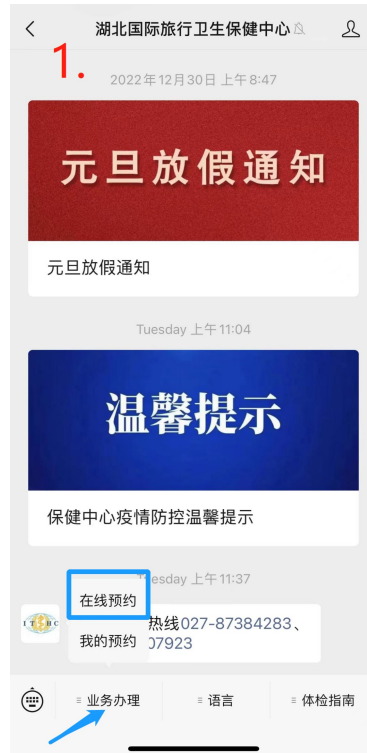 湖北国际旅行卫生保健中心
1.
2022年12月30日 上午8:47
元旦放假通知
元旦放假通知
Tuesday 上午11:04
温馨提示
保健中心疫情防控温馨提示
esday 上午11:37
在线预约
热线027-87384283、
我的预约
07923
业务办理
语言
体检指南